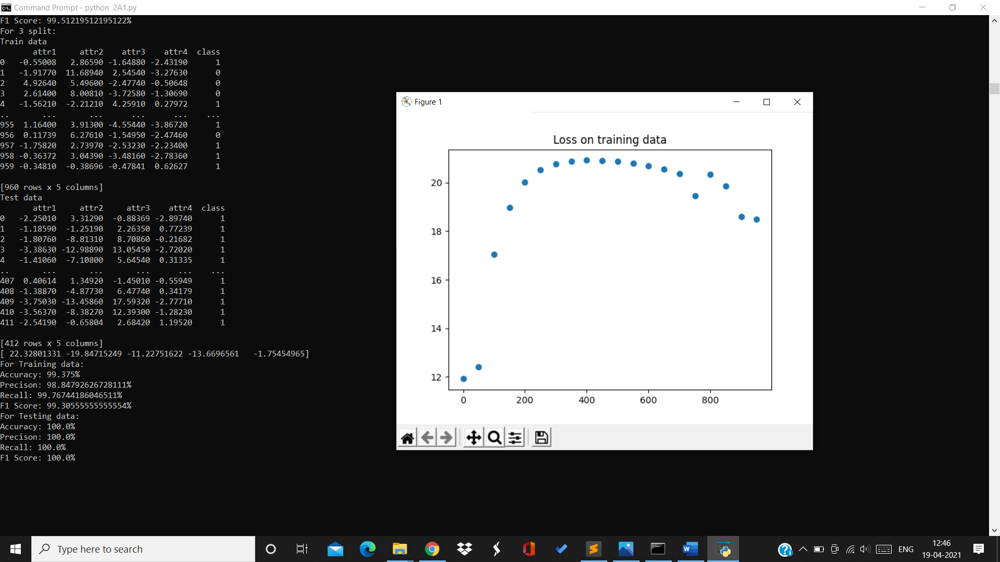 Command Prompt - python  2A1.py
F1 Score: 99.51219512195122%
For 3 split:
Train data
       attr1     attr2    attr3    attr4  class
0   -0.55008   2.86590 -1.64880 -2.43190      1
1   -1.91770  11.68940  2.54540 -3.27630      0
2    4.92640   5.49600 -2.47740 -0.50648      0
3    2.61400   8.00810 -3.72580 -1.30690      0
4   -1.56210  -2.21210  4.25910  0.27972      1
..       ...       ...      ...      ...    ...
955  1.16400   3.91300 -4.55440 -3.86720      1
956  0.11739   6.27610 -1.54950 -2.47460      0
957 -1.75820   2.73970 -2.53230 -2.23400      1
958 -0.36372   3.04390 -3.48160 -2.78360      1
959 -0.34810  -0.38696 -0.47841  0.62627      1
[960 rows x 5 columns]
Test data
       attr1     attr2     attr3    attr4  class
0   -2.25010   3.31290  -0.88369 -2.89740      1
1   -1.18590  -1.25190   2.26350  0.77239      1
2   -1.80760  -8.81310   8.70860 -0.21682      1
3   -3.38630 -12.98890  13.05450 -2.72020      1
4   -1.41060  -7.10800   5.64540  0.31335      1
..       ...       ...       ...      ...    ...
407  0.40614   1.34920  -1.45010 -0.55949      1
408 -1.38870  -4.87730   6.47740  0.34179      1
409 -3.75030 -13.45860  17.59320 -2.77710      1
410 -3.56370  -8.38270  12.39300 -1.28230      1
411 -2.54190  -0.65804   2.68420  1.19520      1
[412 rows x 5 columns]
[ 22.32801331 -19.84715249 -11.22751622 -13.6696561   -1.75454965]
For Training data:
Accuracy: 99.375%
Precison: 98.84792626728111%
Recall: 99.76744186046511%
F1 Score: 99.30555555555554%
For Testing data:
Accuracy: 100.0%
Precison: 100.0%
Recall: 100.0%
F1 Score: 100.0%
Figure 1
Loss on training data
20
18
16
14
12
0 200 400 600 800
Type here to search
ENG
12:46
19-04-2021